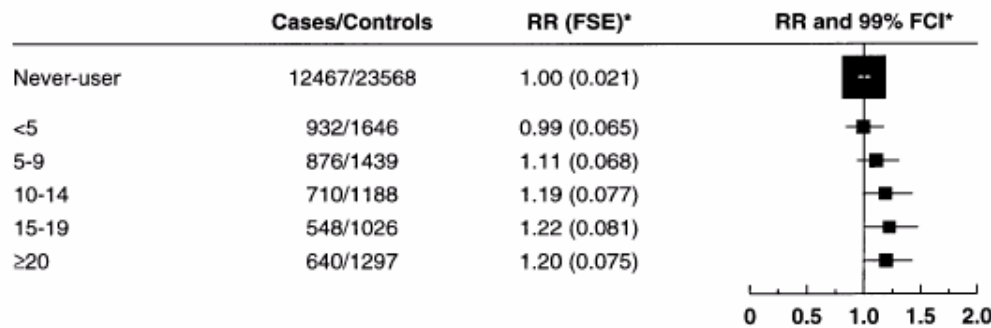 Cases/Controls RR (FSE)* RR and 99% FCI*
Never-user 12467/23568 1.00 (0.021)
<5 932/1646 0.99 (0.065)
5-9 876/1439 1.11 (0.068)
10-14 710/1188 1.19 (0.077)
15-19 548/1026 1.22 (0.081)
≥20 640/1297 1.20 (0.075)
0 0.5 1.0 1.5 2.0